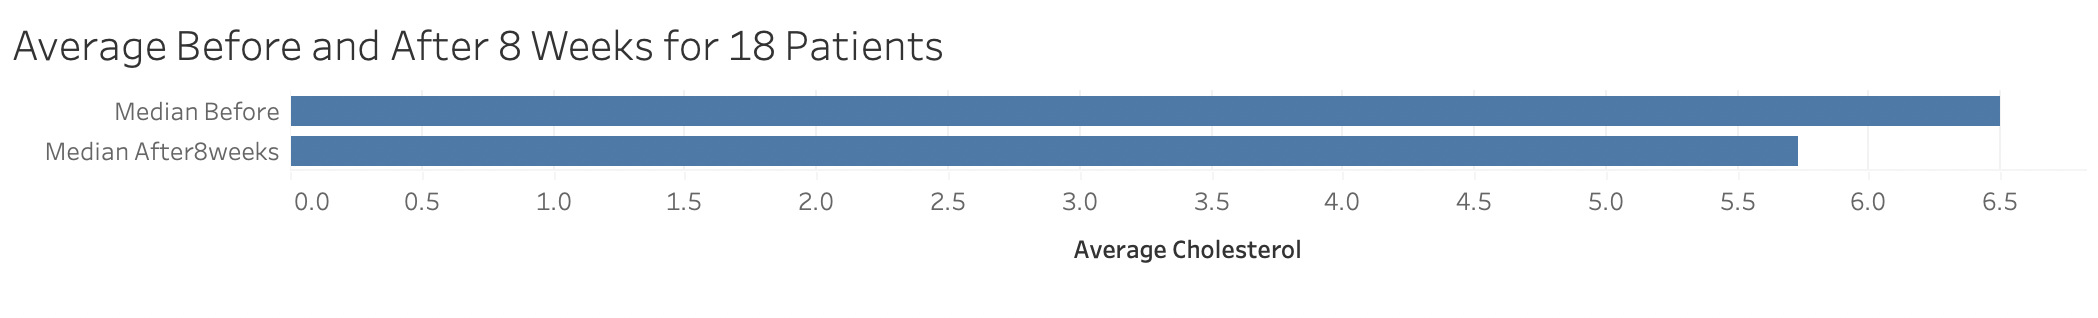 Average Before and After 8 Weeks for 18 Patients
Median Before
Median After8weeks
0.0 0.5 1.0 1.5 2.0 2.5 3.0 3.5 4.0 4.5 5.0 5.5 6.0 6.5
Average Cholesterol